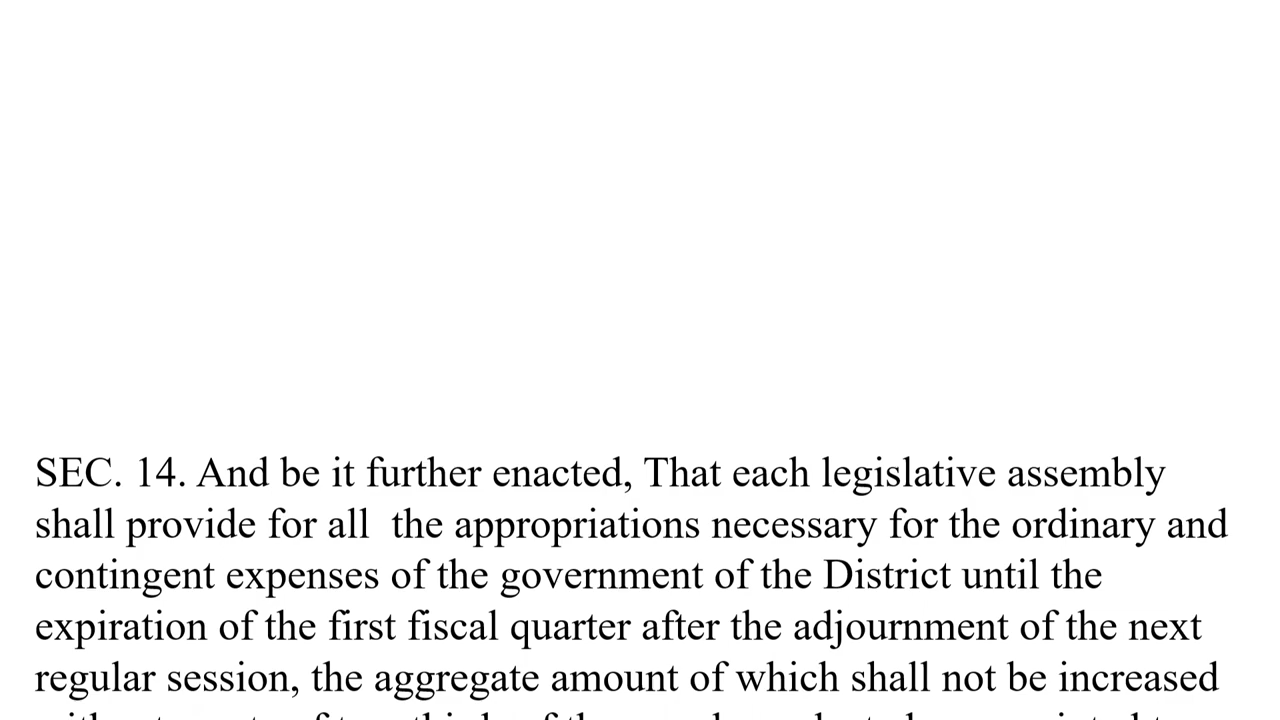 SEC. 14. And be it further enacted, That each legislative assembly
shall provide for all  the appropriations necessary for the ordinary and
contingent expenses of the government of the District until the
expiration of the first fiscal quarter after the adjournment of the next
regular session, the aggregate amount of which shall not be increased